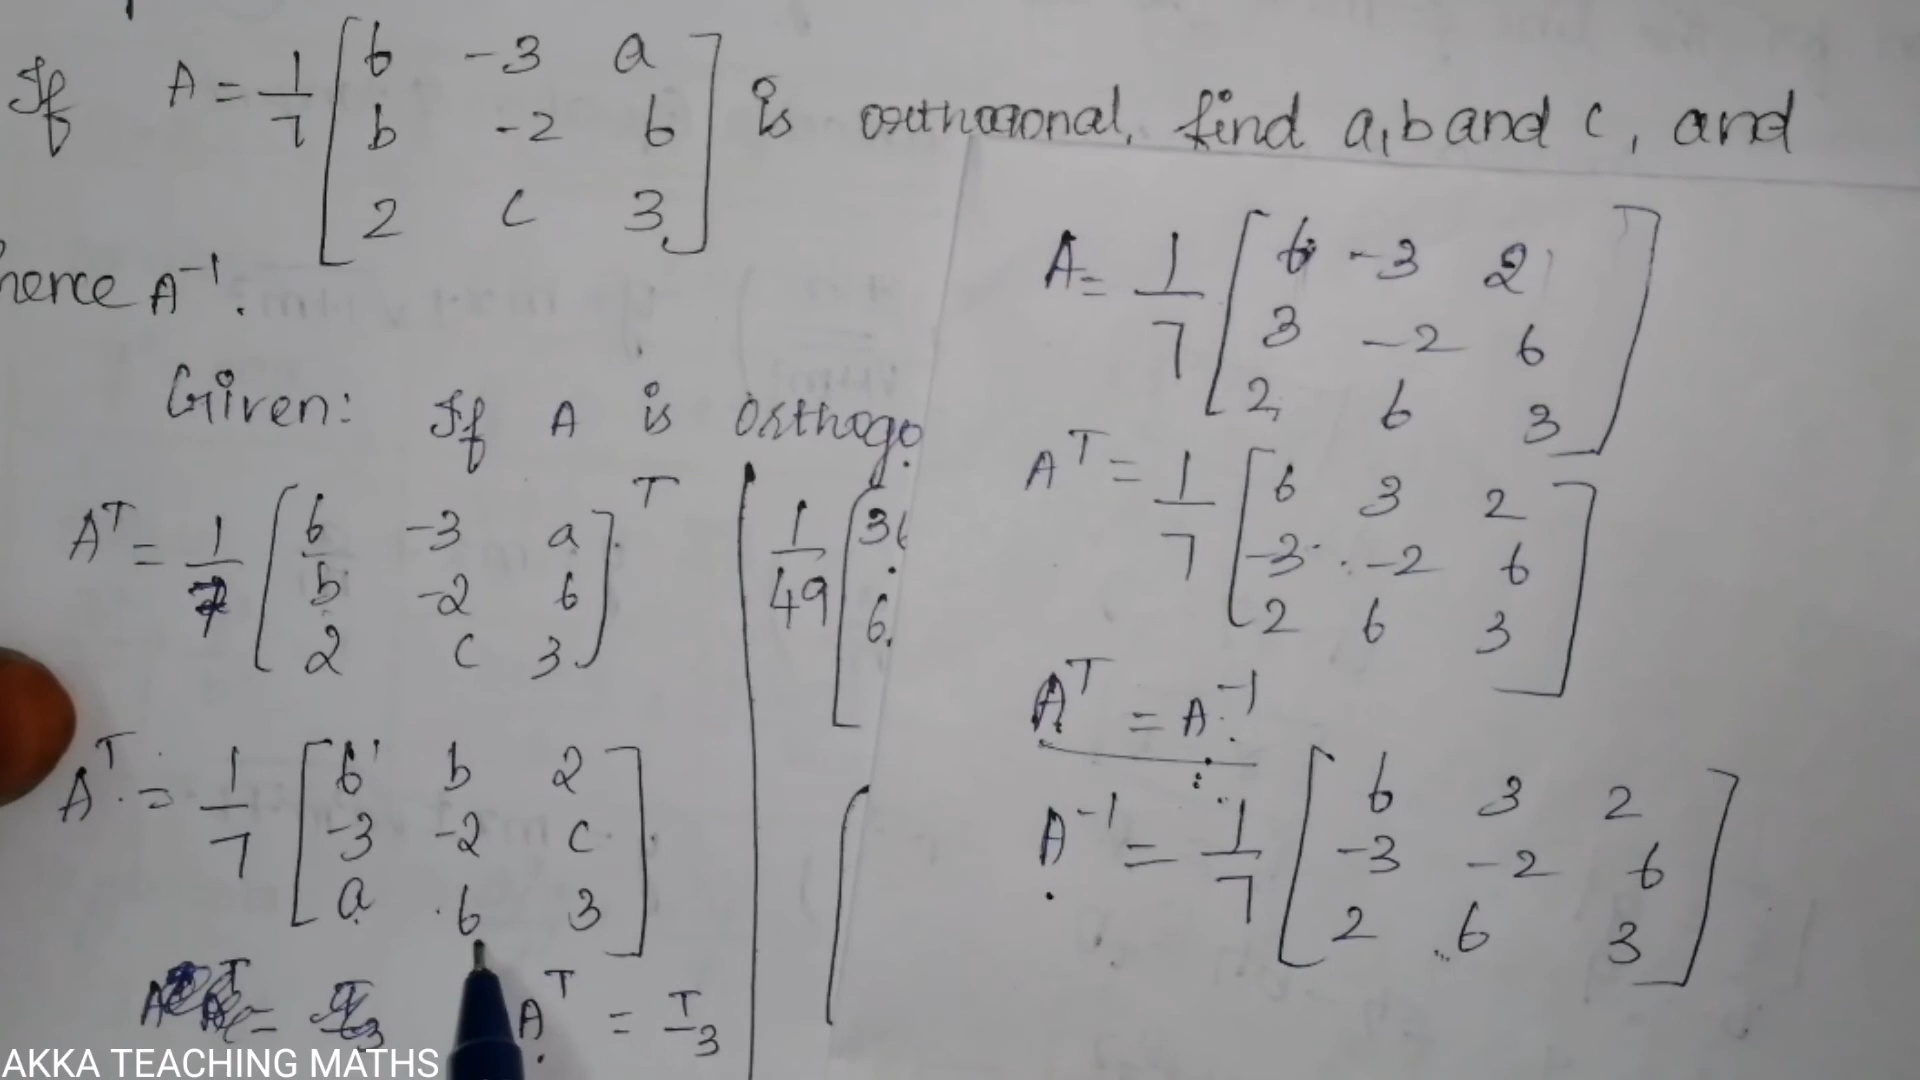 If A = 1/7 [6 -3 a
b -2 6
2 c 3] is orthogonal, find a, b and c, and
hence A⁻¹.
Given: If A is orthogo
Aᵀ = 1/7 [6 -3 a
b -2 6
2 c 3]ᵀ
Aᵀ = 1/7 [6 b 2
-3 -2 c
a 6 3]
Aᵀ = I₃
1/49 [36
6
A = 1/7 [6 -3 2
3 -2 6
2 6 3]
Aᵀ = 1/7 [6 3 2
-3 -2 6
2 6 3]
Aᵀ = A⁻¹
A⁻¹ = 1/7 [6 3 2
-3 -2 6
2 6 3]
AKKA TEACHING MATHS